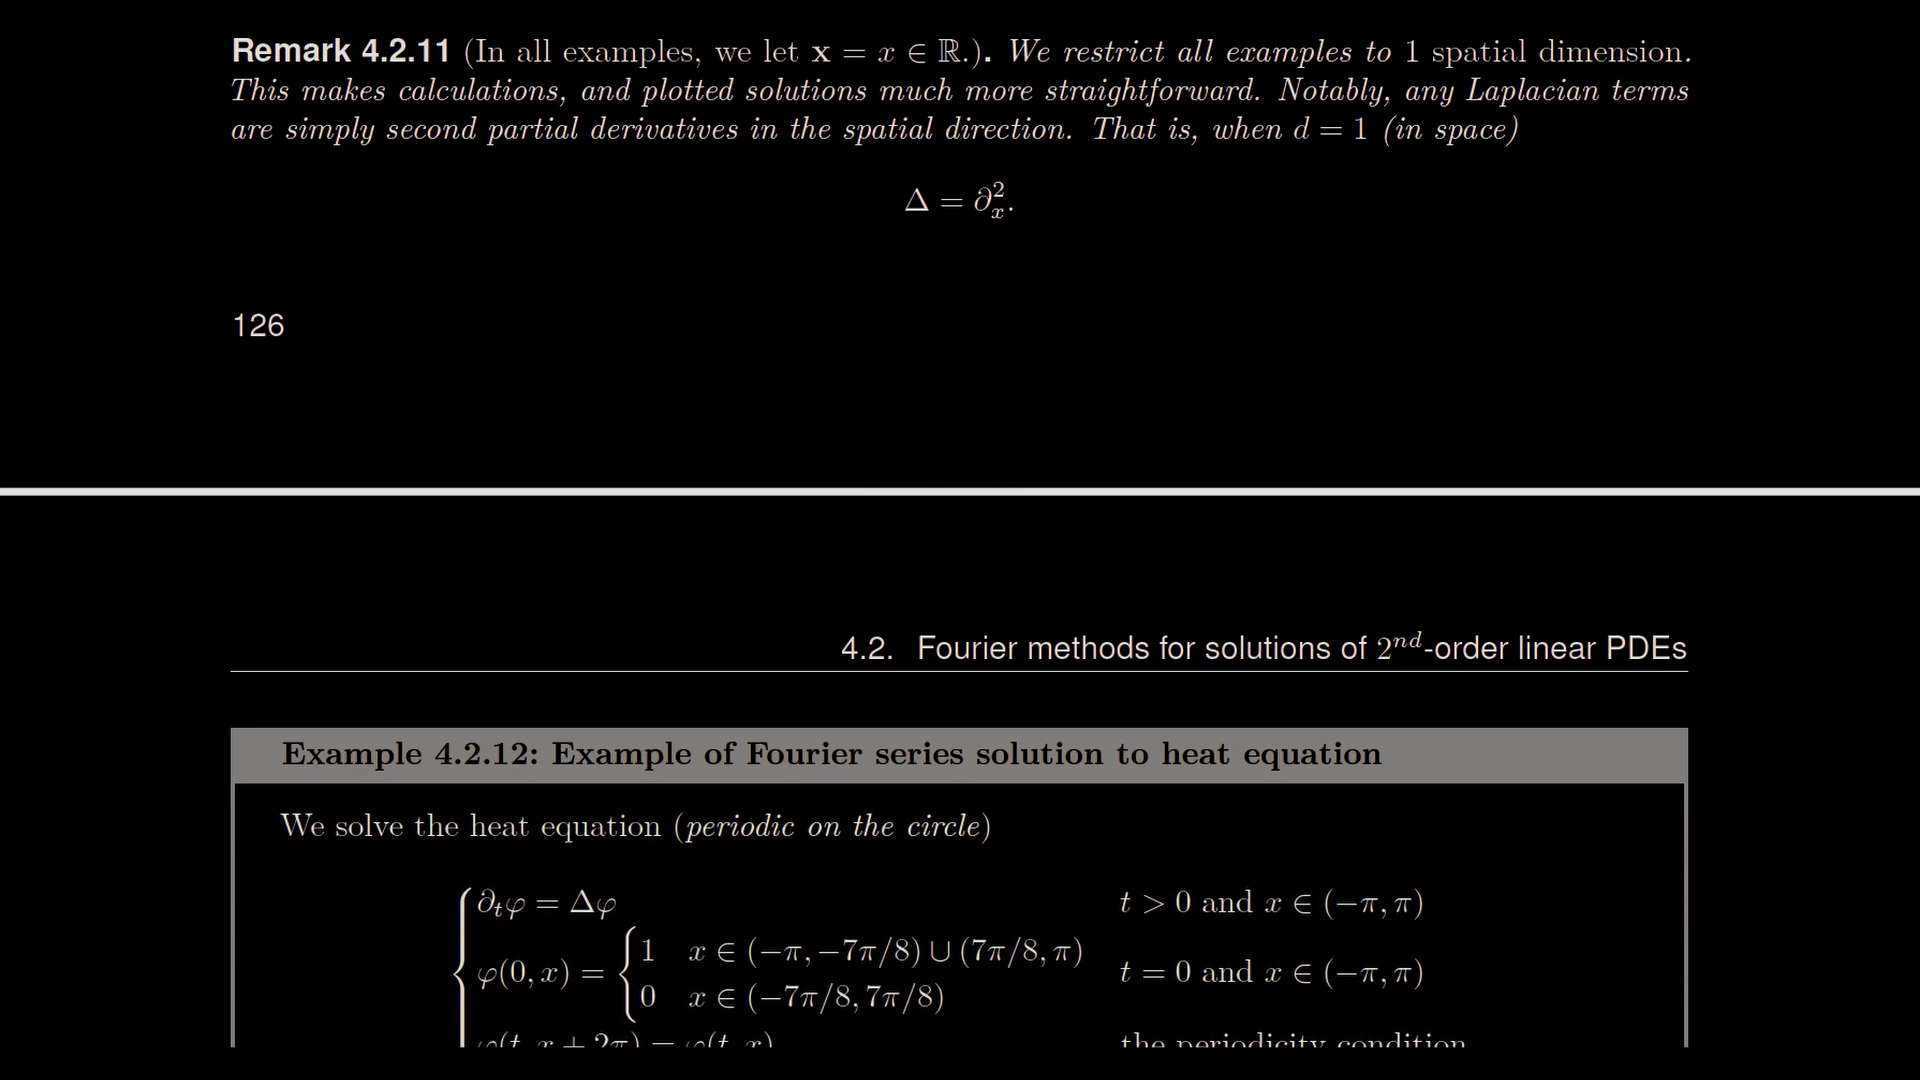 Remark 4.2.11 (In all examples, we let 𝐱 = x ∈ ℝ.). We restrict all examples to 1 spatial dimension.
This makes calculations, and plotted solutions much more straightforward. Notably, any Laplacian terms
are simply second partial derivatives in the spatial direction. That is, when d = 1 (in space)
Δ = ∂ₓ².
126
4.2. Fourier methods for solutions of 2ⁿᵈ-order linear PDEs
Example 4.2.12: Example of Fourier series solution to heat equation
We solve the heat equation (periodic on the circle)
∂ₜφ = Δφ t > 0 and x ∈ (−π, π)
φ(0, x) = { 1 x ∈ (−π, −7π/8) ∪ (7π/8, π) t = 0 and x ∈ (−π, π)
0 x ∈ (−7π/8, 7π/8)
φ(t, x + 2π) = φ(t, x) the periodicity condition